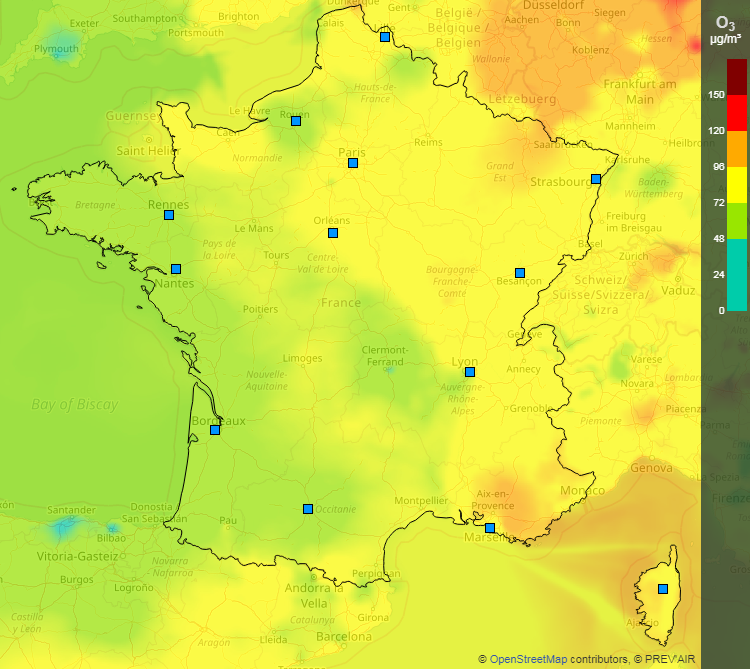 Dunkerque
Düsseldorf
Brighton
Calais
Gent
België /
Belgique /
Belgien
Aachen
Siegen
Bonn
Hessen
Koblenz
Exeter
Southampton
Portsmouth
Plymouth
O₃
µg/m³
Wallonie
Hauts-de-
France
Lëtzebuerg
Frankfurt am
Main
150
Guernsey
Le Havre
Rouen
120
Mannheim
Heilbronn
Saint Helier
Caen
Normandie
Paris
Reims
Saarbrücken
Karlsruhe
96
Grand
Est
Strasbourg
Baden-
Württemberg
72
Bretagne
Rennes
Le Mans
Orléans
Freiburg
im Breisgau
48
Pays de
la Loire
Tours
Centre-
Val de Loire
Basel
Zürich
24
Nantes
Bourgogne-
Franche-
Comté
Besançon
Schweiz/
Suisse/Svizzera/
Svizra
Vaduz
0
Poitiers
France
Genève
Limoges
Clermont-
Ferrand
Lyon
Annecy
Varese
Novara
Lombardia
Nouvelle-
Aquitaine
Auvergne-
Rhône-
Alpes
Grenoble
Piacenza
Bay of Biscay
Bordeaux
Piemonte
Parma
Genova
La Spezia
Santander
Donostia
San Sebastián
Bilbao
Pau
Occitanie
Montpellier
Aix-en-
Provence
Monaco
Firenze
Marseille
Vitoria-Gasteiz
Burgos
Logroño
Navarra
Nafarroa
Andorra la
Vella
Perpignan
Castilla
y León
Aragón
Lleida
Catalunya
Girona
Barcelona
Ajaccio
Tarragona
© OpenStreetMap contributors, © PREV'AIR